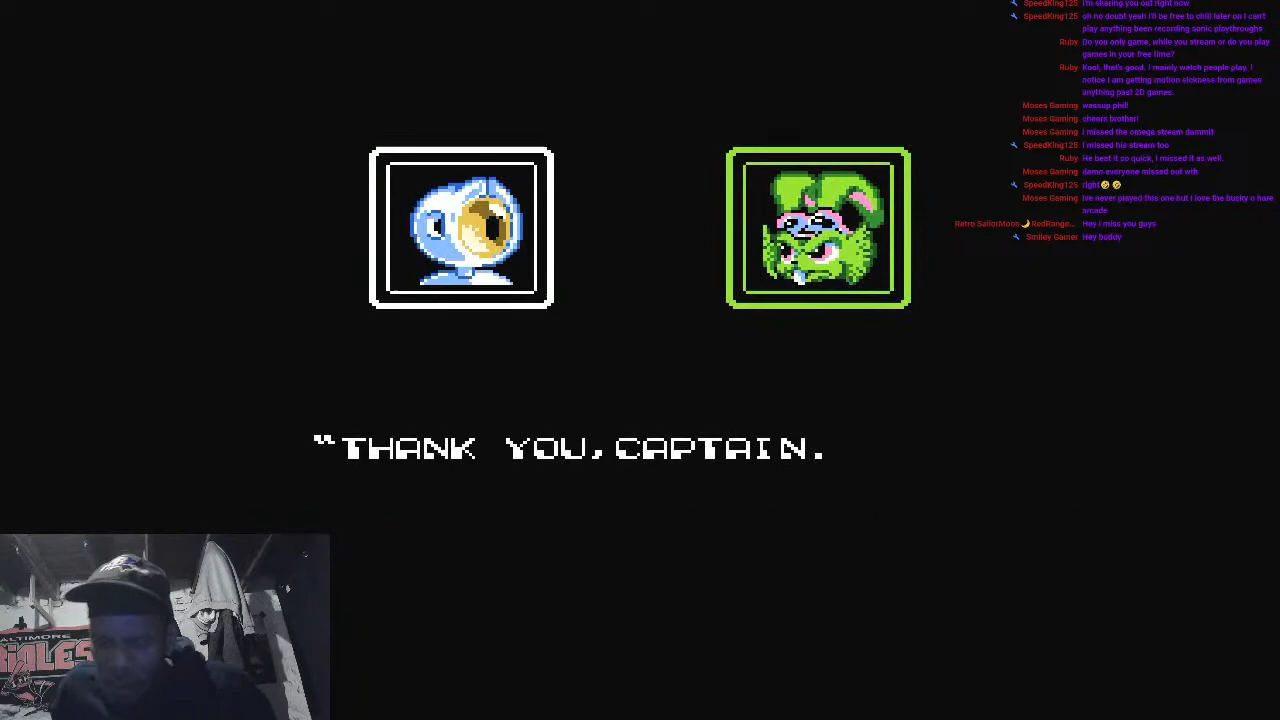 SpeedKing125 I'm sharing you out right now
SpeedKing125 oh no doubt yeah I'll be free to chill later on I can't
play anything been recording sonic playthroughs
Ruby Do you only game, while you stream or do you play
games in your free time?
Ruby Kool, that's good. I mainly watch people play. I
notice I am getting motion sickness from games
anything past 2D games.
Moses Gaming wassup phil!
Moses Gaming cheers brother!
Moses Gaming I missed the omega stream dammit
SpeedKing125 I missed his stream too
Ruby He beat it so quick, I missed it as well.
Moses Gaming damn everyone missed out wth
SpeedKing125 right🤣🤣
Moses Gaming Ive never played this one but I love the bucky o hare
arcade
Retro SailorMoon🌙RedRange... Hey I miss you guys
Smiley Gamer Hey buddy
"THANK YOU,CAPTAIN.
ALTIMORE